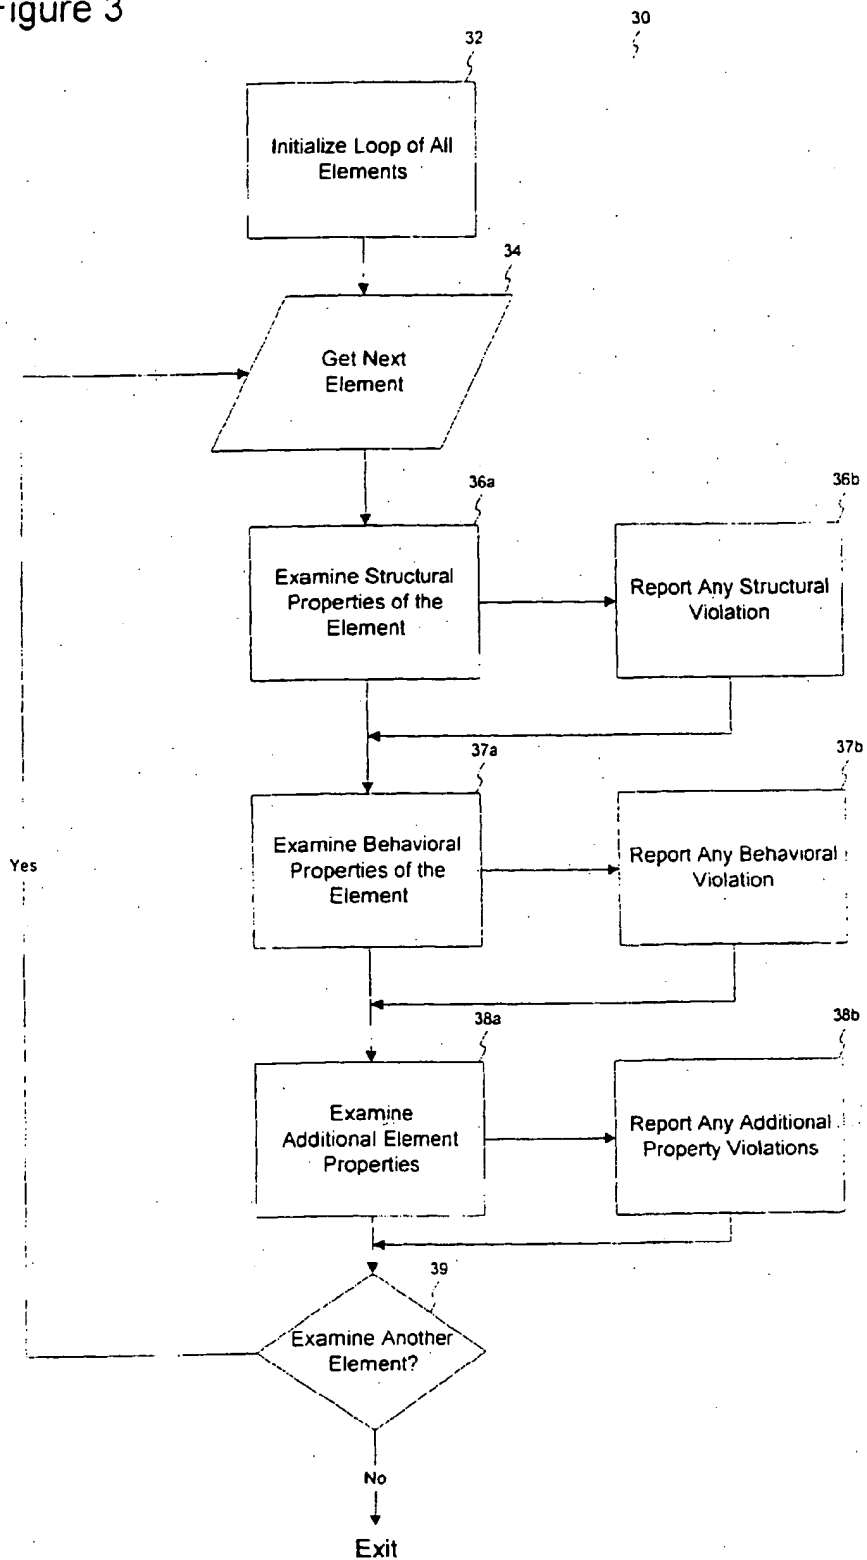 Figure 3
30
32
Initialize Loop of All
Elements
34
Get Next
Element
36a
Examine Structural
Properties of the
Element
36b
Report Any Structural
Violation
37a
Examine Behavioral
Properties of the
Element
37b
Report Any Behavioral
Violation
Yes
38a
Examine
Additional Element
Properties
38b
Report Any Additional
Property Violations
39
Examine Another
Element?
No
Exit